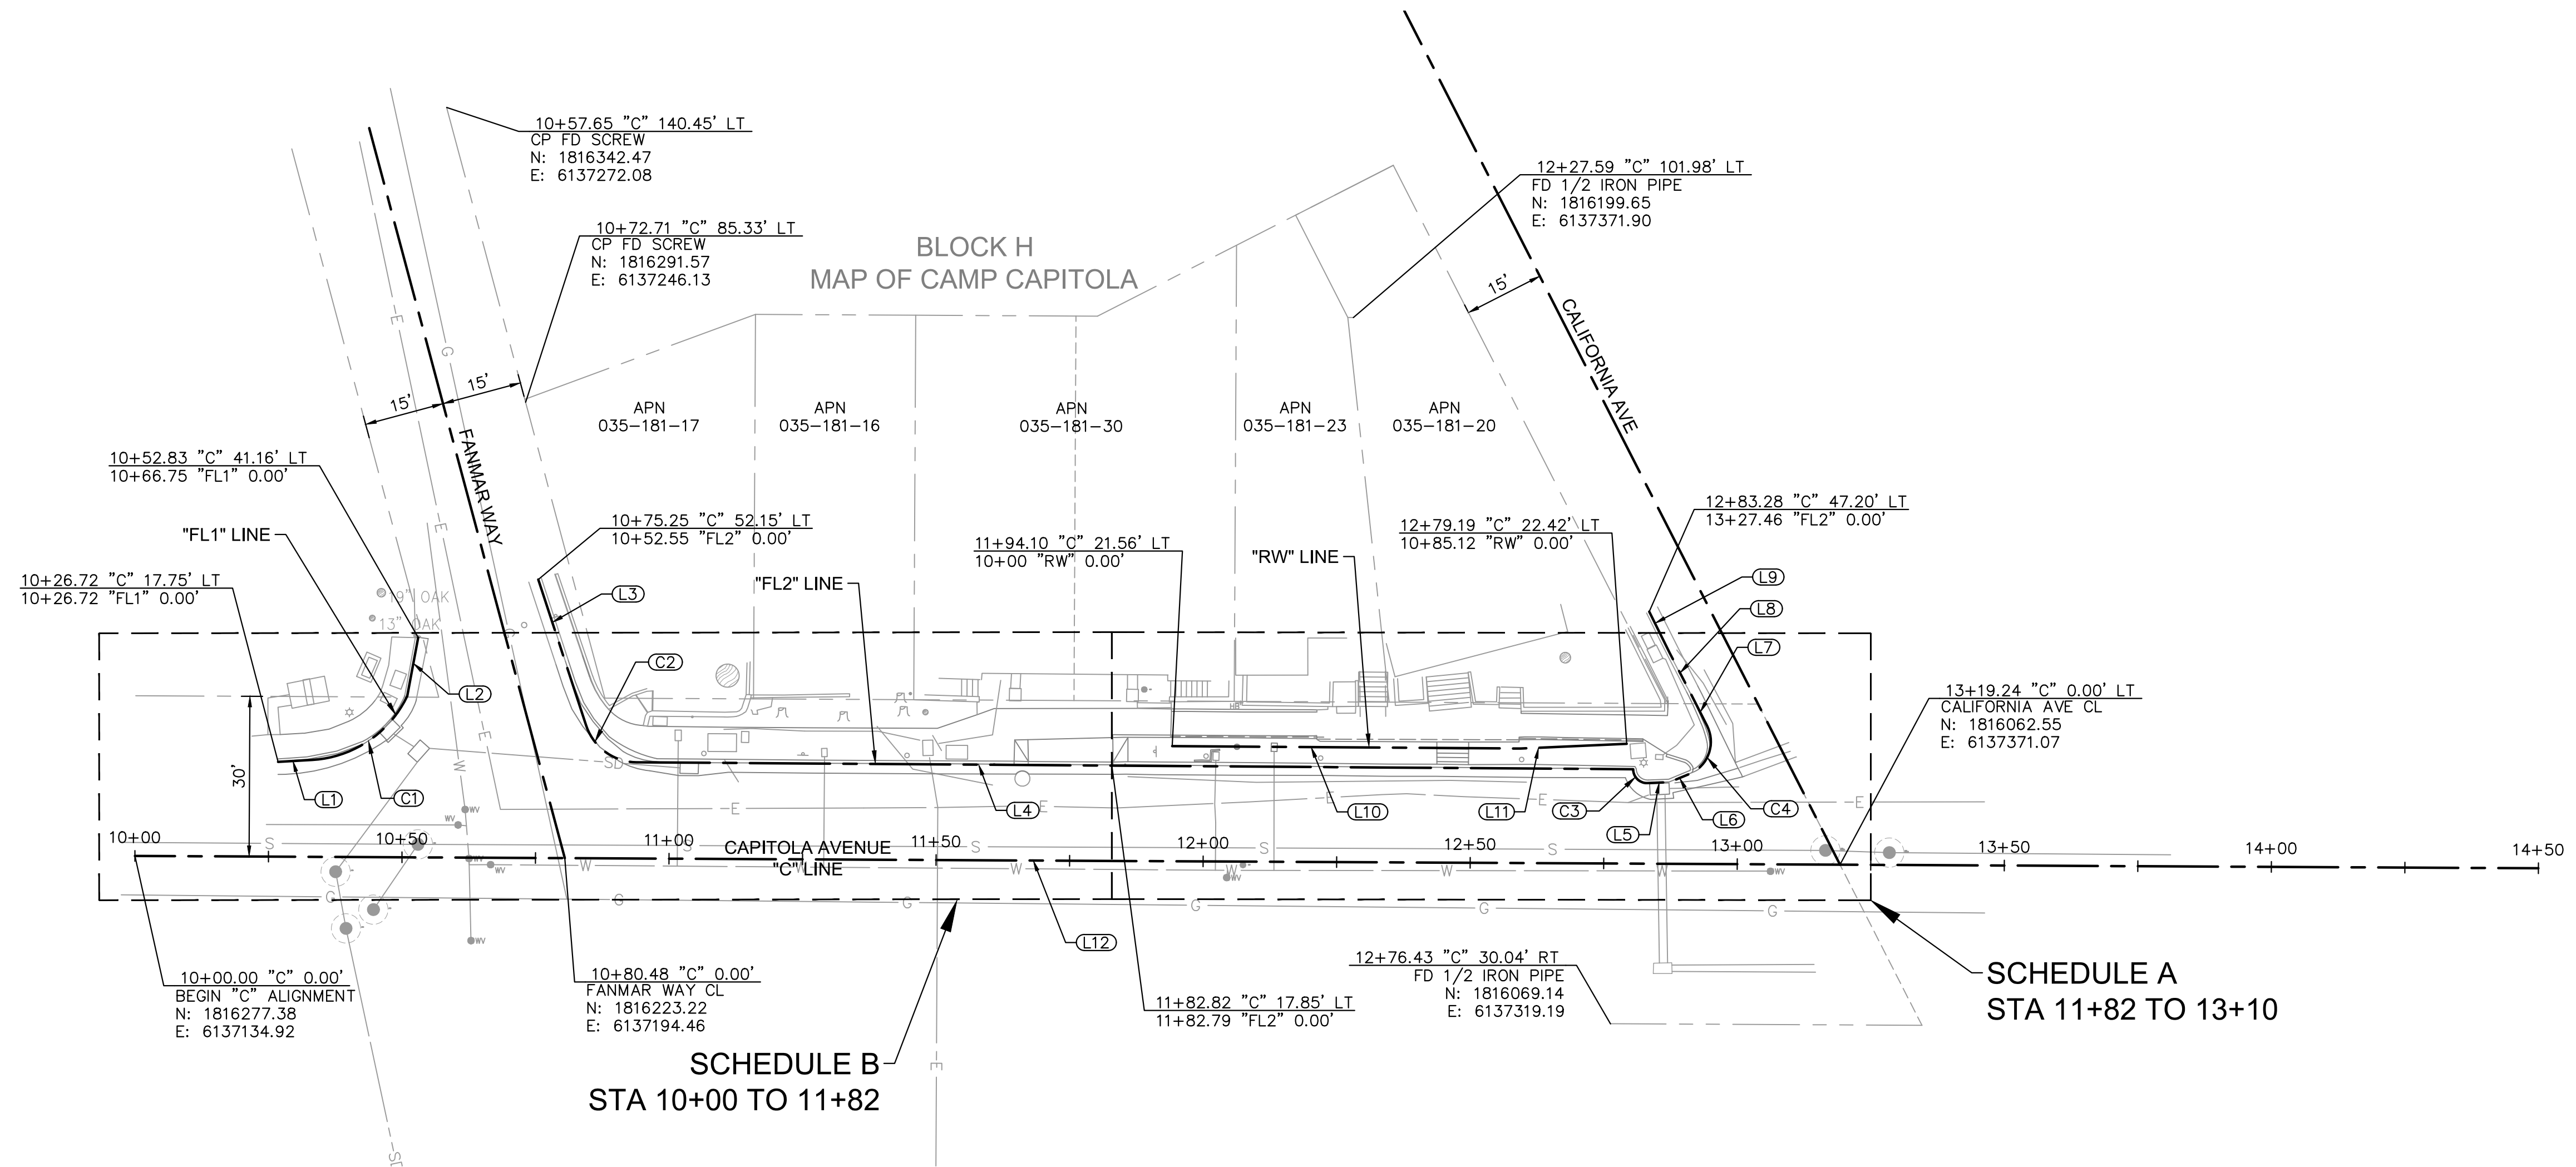 10+57.65 "C" 140.45' LT
CP FD SCREW
N: 1816342.47
E: 6137272.08
12+27.59 "C" 101.98' LT
FD 1/2 IRON PIPE
N: 1816199.65
E: 6137371.90
10+72.71 "C" 85.33' LT
CP FD SCREW
N: 1816291.57
E: 6137246.13
BLOCK H
MAP OF CAMP CAPITOLA
15'
15'
15'
CALIFORNIA AVE
FANMAR WAY
APN
035-181-17
APN
035-181-16
APN
035-181-30
APN
035-181-23
APN
035-181-20
10+52.83 "C" 41.16' LT
10+66.75 "FL1" 0.00'
"FL1" LINE
10+26.72 "C" 17.75' LT
10+26.72 "FL1" 0.00'
19" OAK
13" OAK
10+75.25 "C" 52.15' LT
10+52.55 "FL2" 0.00'
"FL2" LINE
11+94.10 "C" 21.56' LT
10+00 "RW" 0.00'
"RW" LINE
12+79.19 "C" 22.42' LT
10+85.12 "RW" 0.00'
12+83.28 "C" 47.20' LT
13+27.46 "FL2" 0.00'
L9
L8
L7
L3
C2
L2
L1
C1
L4
L10
L11
C3
L5
L6
C4
30'
SD
HB
13+19.24 "C" 0.00' LT
CALIFORNIA AVE CL
N: 1816062.55
E: 6137371.07
10+00
10+50
11+00
11+50
12+00
12+50
13+00
13+50
14+00
14+50
CAPITOLA AVENUE
"C" LINE
L12
WV
WV
WV
WV
WV
WV
WV
E
E
E
E
E
E
E
E
E
E
G
G
G
G
G
G
G
S
S
S
S
S
W
W
W
W
W
W
10+00.00 "C" 0.00'
BEGIN "C" ALIGNMENT
N: 1816277.38
E: 6137134.92
10+80.48 "C" 0.00'
FANMAR WAY CL
N: 1816223.22
E: 6137194.46
11+82.82 "C" 17.85' LT
11+82.79 "FL2" 0.00'
12+76.43 "C" 30.04' RT
FD 1/2 IRON PIPE
N: 1816069.14
E: 6137319.19
SCHEDULE A
STA 11+82 TO 13+10
SCHEDULE B
STA 10+00 TO 11+82